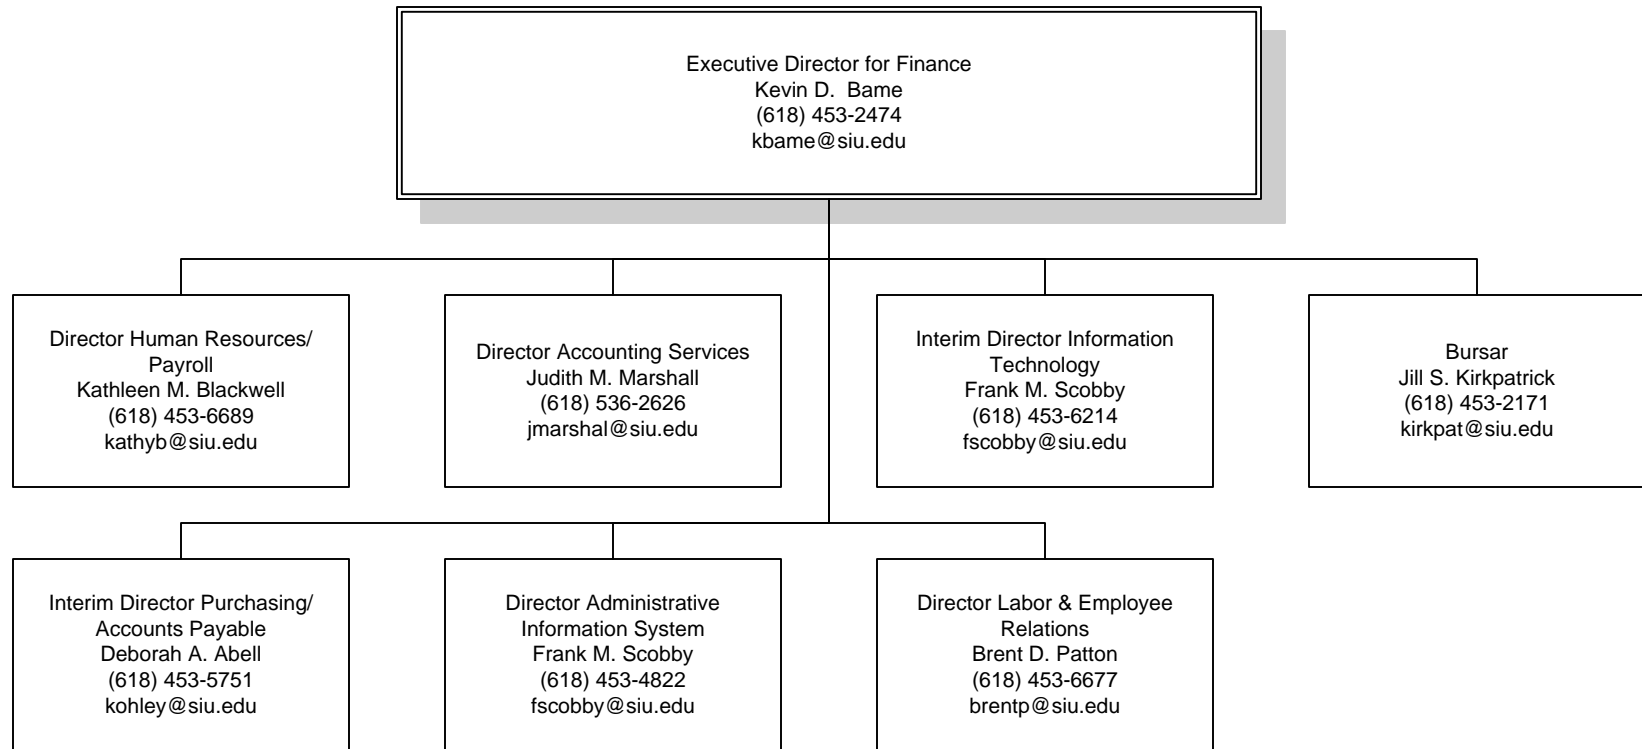 Executive Director for Finance
Kevin D.  Bame
(618) 453-2474
kbame@siu.edu
Director Human Resources/
Payroll
Kathleen M. Blackwell
(618) 453-6689
kathyb@siu.edu
Director Accounting Services
Judith M. Marshall
(618) 536-2626
jmarshal@siu.edu
Interim Director Information
Technology
Frank M. Scobby
(618) 453-6214
fscobby@siu.edu
Bursar
Jill S. Kirkpatrick
(618) 453-2171
kirkpat@siu.edu
Interim Director Purchasing/
Accounts Payable
Deborah A. Abell
(618) 453-5751
kohley@siu.edu
Director Administrative
Information System
Frank M. Scobby
(618) 453-4822
fscobby@siu.edu
Director Labor & Employee
Relations
Brent D. Patton
(618) 453-6677
brentp@siu.edu